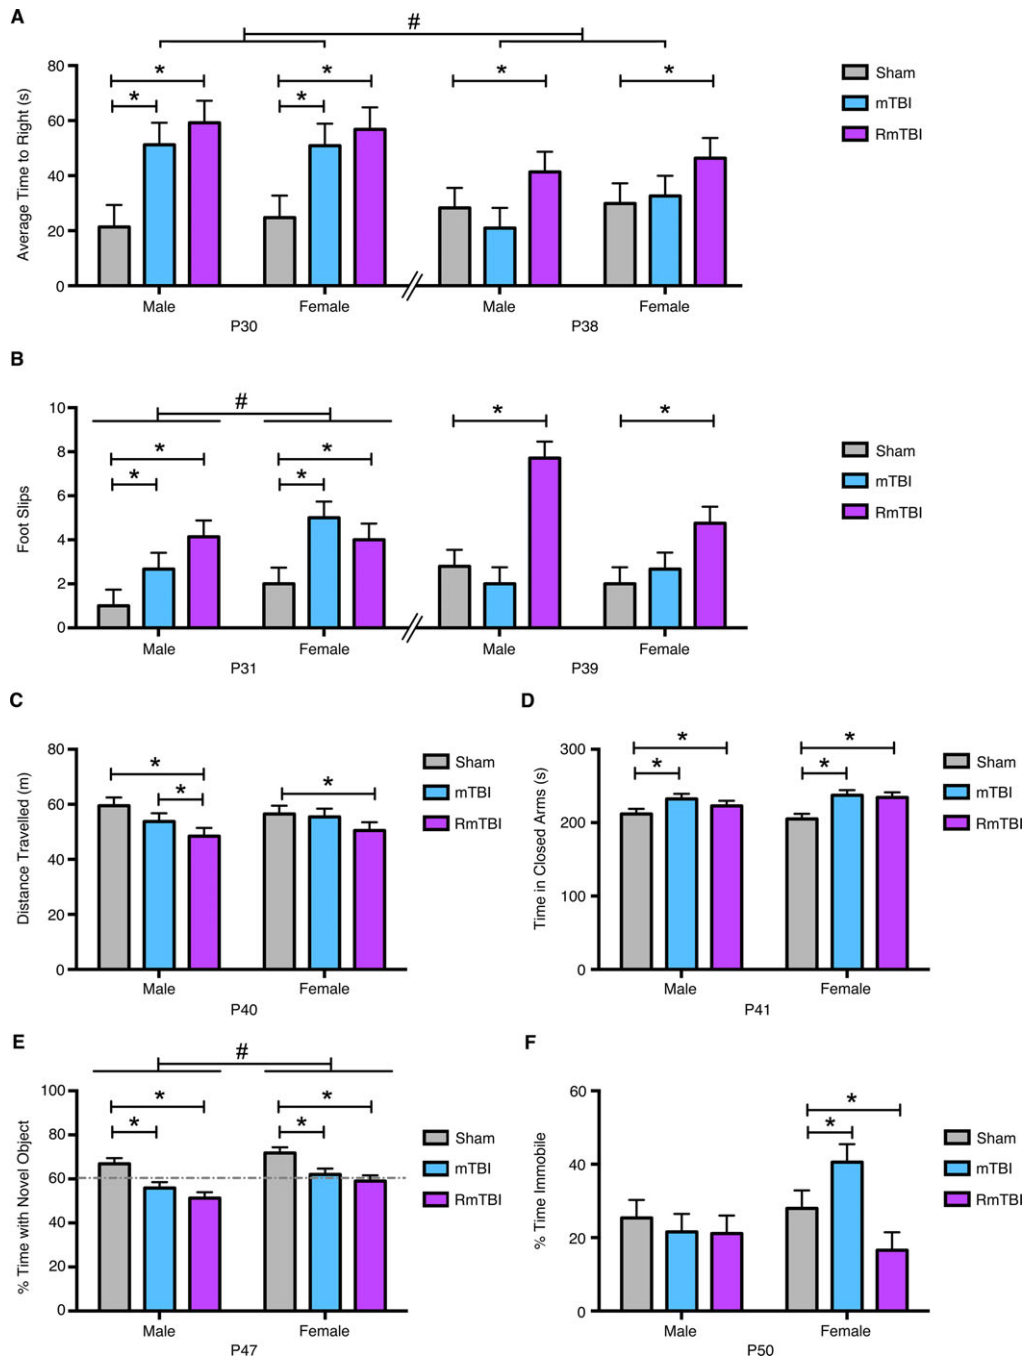 A
#
Average Time to Right (s)
80
60
40
20
0
* * * * * *
Male Female Male Female
P30 P38
Sham
mTBI
RmTBI
B
#
Foot Slips
10
8
6
4
2
0
* * * * * *
Male Female Male Female
P31 P39
Sham
mTBI
RmTBI
C
Distance Travelled (m)
80
60
40
20
0
* * *
Male Female
P40
Sham
mTBI
RmTBI
D
Time in Closed Arms (s)
300
200
100
0
* * * *
Male Female
P41
Sham
mTBI
RmTBI
E
#
% Time with Novel Object
100
80
60
40
20
0
* * * *
Male Female
P47
Sham
mTBI
RmTBI
F
% Time Immobile
60
40
20
0
* *
Male Female
P50
Sham
mTBI
RmTBI